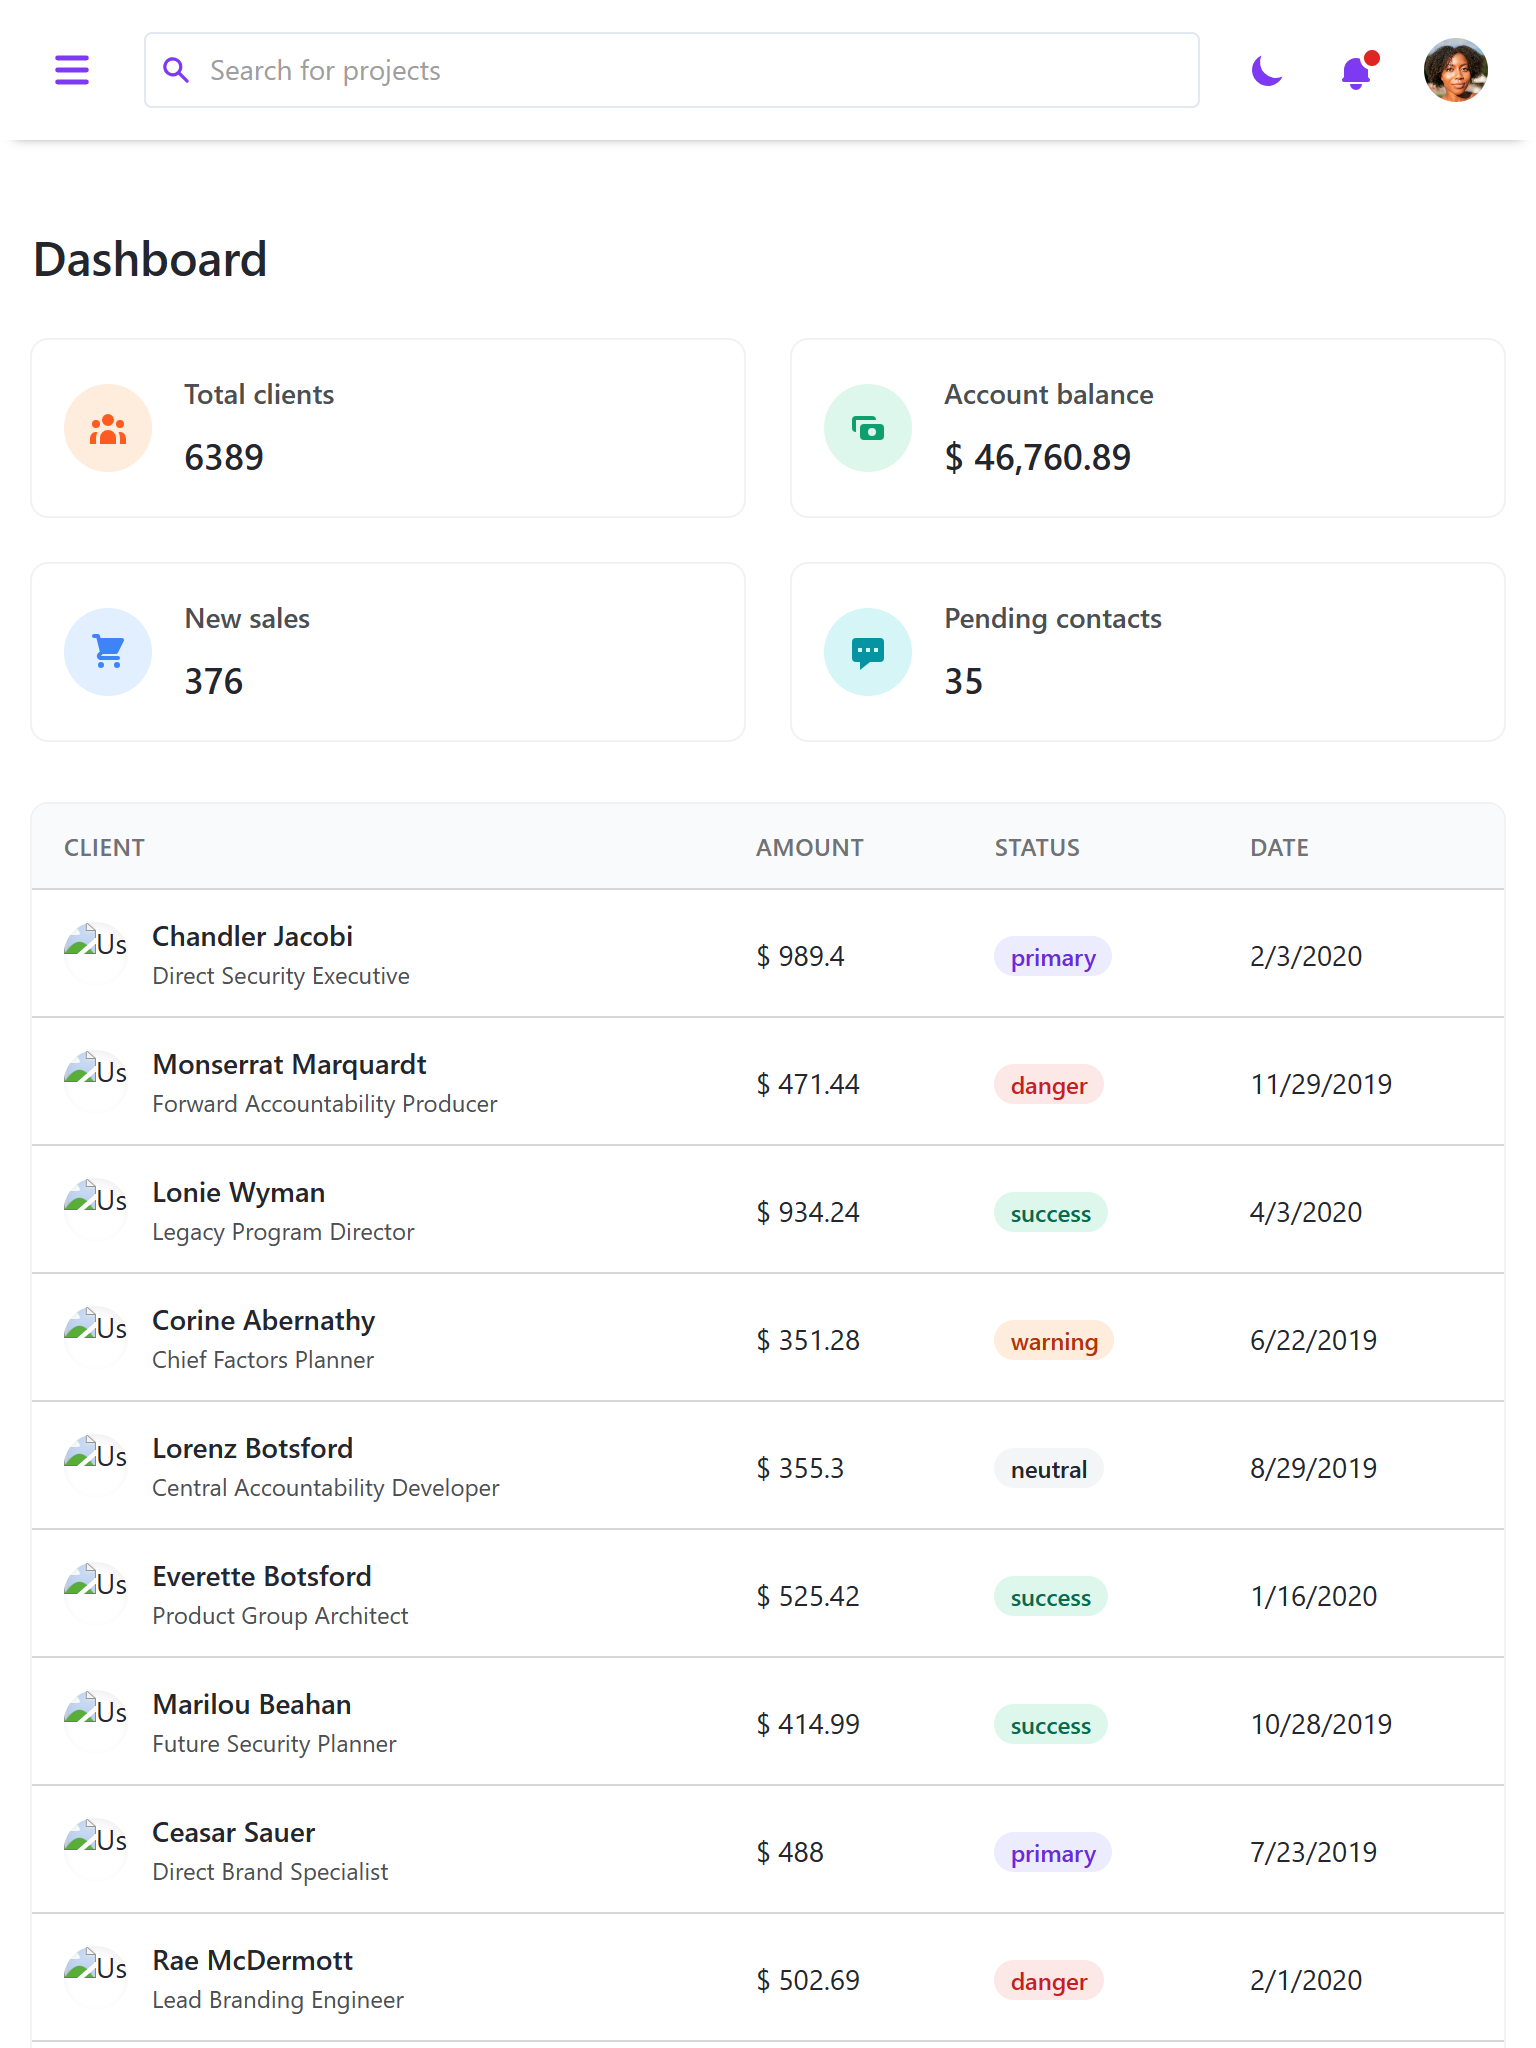 Search for projects
Dashboard
Total clients
6389
Account balance
$ 46,760.89
New sales
376
Pending contacts
35
CLIENT AMOUNT STATUS DATE
Us Chandler Jacobi
Direct Security Executive
$ 989.4 primary 2/3/2020
Us Monserrat Marquardt
Forward Accountability Producer
$ 471.44 danger 11/29/2019
Us Lonie Wyman
Legacy Program Director
$ 934.24 success 4/3/2020
Us Corine Abernathy
Chief Factors Planner
$ 351.28 warning 6/22/2019
Us Lorenz Botsford
Central Accountability Developer
$ 355.3 neutral 8/29/2019
Us Everette Botsford
Product Group Architect
$ 525.42 success 1/16/2020
Us Marilou Beahan
Future Security Planner
$ 414.99 success 10/28/2019
Us Ceasar Sauer
Direct Brand Specialist
$ 488 primary 7/23/2019
Us Rae McDermott
Lead Branding Engineer
$ 502.69 danger 2/1/2020